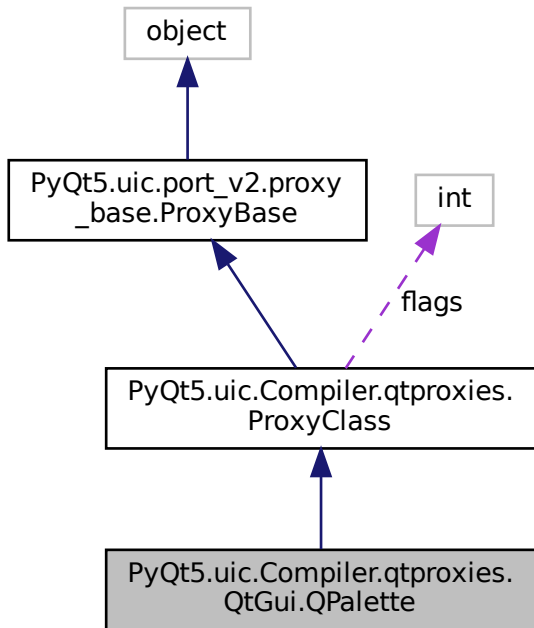 object
PyQt5.uic.port_v2.proxy
_base.ProxyBase
int
flags
PyQt5.uic.Compiler.qtproxies.
ProxyClass
PyQt5.uic.Compiler.qtproxies.
QtGui.QPalette